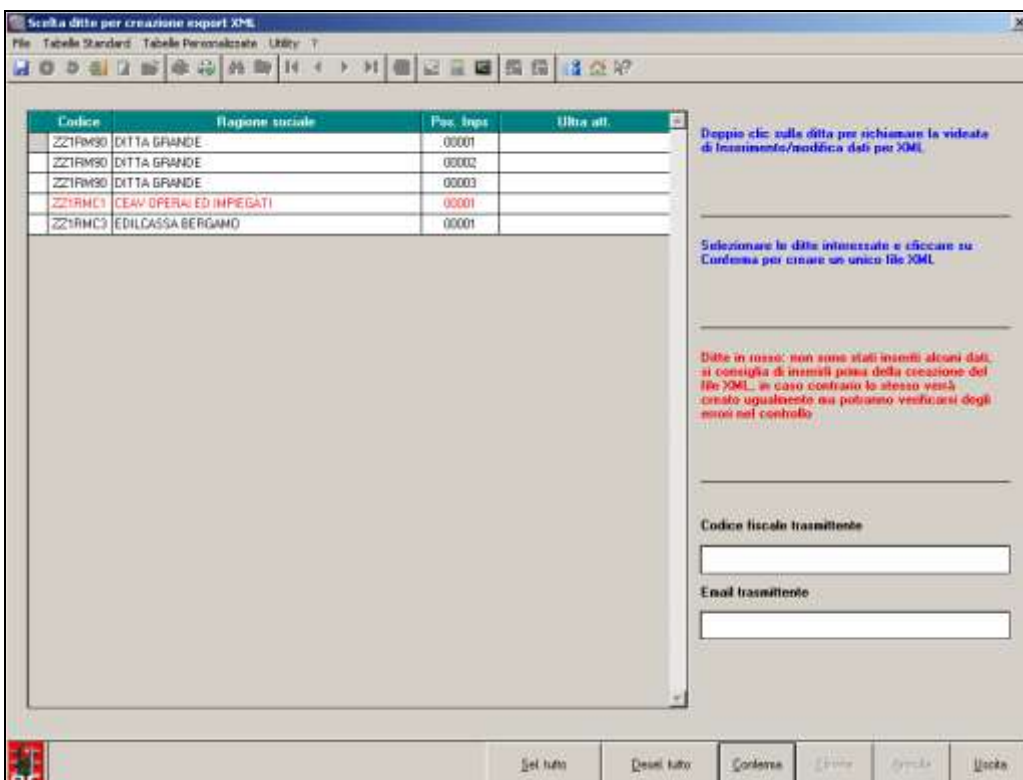 Scelta ditte per creazione export XML
File Tabelle Standard Tabelle Personalizzate Utility ?
Codice Ragione sociale Pos. Inps Ultra att.
ZZ1RM90 DITTA GRANDE 00001
ZZ1RM90 DITTA GRANDE 00002
ZZ1RM90 DITTA GRANDE 00003
ZZ1RMC1 CEAV OPERAI ED IMPIEGATI 00001
ZZ1RMC3 EDILCASSA BERGAMO 00001
Doppio clic sulla ditta per richiamare la videata
di Inserimento/modifica dati per XML
Selezionare le ditte interessate e cliccare su
Conferma per creare un unico file XML
Ditte in rosso: non sono stati inseriti alcuni dati,
si consiglia di inserirli prima della creazione del
file XML, in caso contrario lo stesso verrà
creato ugualmente ma potranno verificarsi degli
errori nel controllo
Codice fiscale trasmittente
Email trasmittente
Sel. tutto Desel. tutto Conferma Uscita